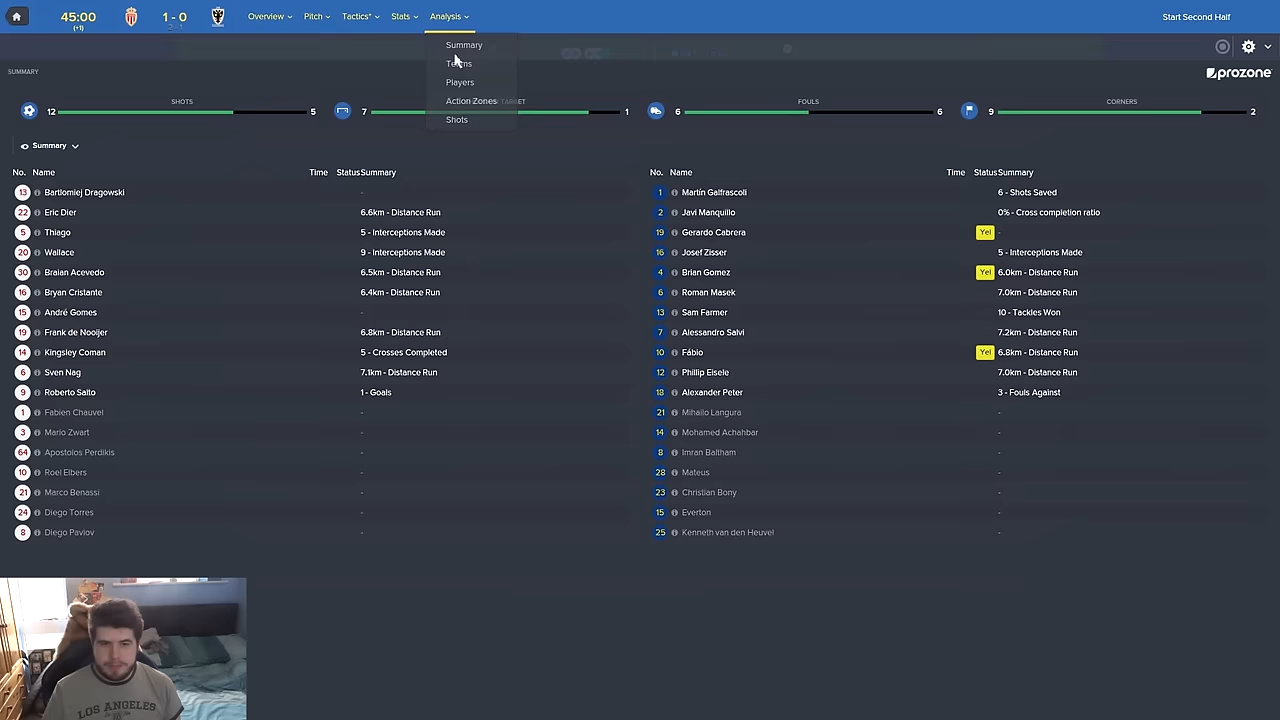 45:00
(+1)
1 - 0
2 - 1
Overview
Pitch
Tactics*
Stats
Analysis
Start Second Half
Summary
Teams
Players
Action Zones
Shots
SUMMARY
prozone
SHOTS
12
5
TARGET
7
1
FOULS
6
6
CORNERS
9
2
Summary
No. Name Time Status Summary
13 Bartlomiej Dragowski -
22 Eric Dier 6.6km - Distance Run
5 Thiago 5 - Interceptions Made
20 Wallace 9 - Interceptions Made
30 Braian Acevedo 6.5km - Distance Run
16 Bryan Cristante 6.4km - Distance Run
15 André Gomes -
19 Frank de Nooijer 6.8km - Distance Run
14 Kingsley Coman 5 - Crosses Completed
6 Sven Nag 7.1km - Distance Run
9 Roberto Salto 1 - Goals
1 Fabien Chauvel -
3 Mario Zwart -
64 Apostolos Perdikis -
10 Roel Elbers -
21 Marco Benassi -
24 Diego Torres -
8 Diego Pavlov -
No. Name Time Status Summary
1 Martín Galfrascoli 6 - Shots Saved
2 Javi Manquillo 0% - Cross completion ratio
19 Gerardo Cabrera Yel -
16 Josef Zisser 5 - Interceptions Made
4 Brian Gomez Yel 6.0km - Distance Run
6 Roman Masek 7.0km - Distance Run
13 Sam Farmer 10 - Tackles Won
7 Alessandro Salvi 7.2km - Distance Run
10 Fábio Yel 6.8km - Distance Run
12 Phillip Eisele 7.0km - Distance Run
18 Alexander Peter 3 - Fouls Against
21 Mihailo Langura -
14 Mohamed Achahbar -
8 Imran Baltham -
28 Mateus -
23 Christian Bony -
15 Everton -
25 Kenneth van den Heuvel -
LOS ANGELES